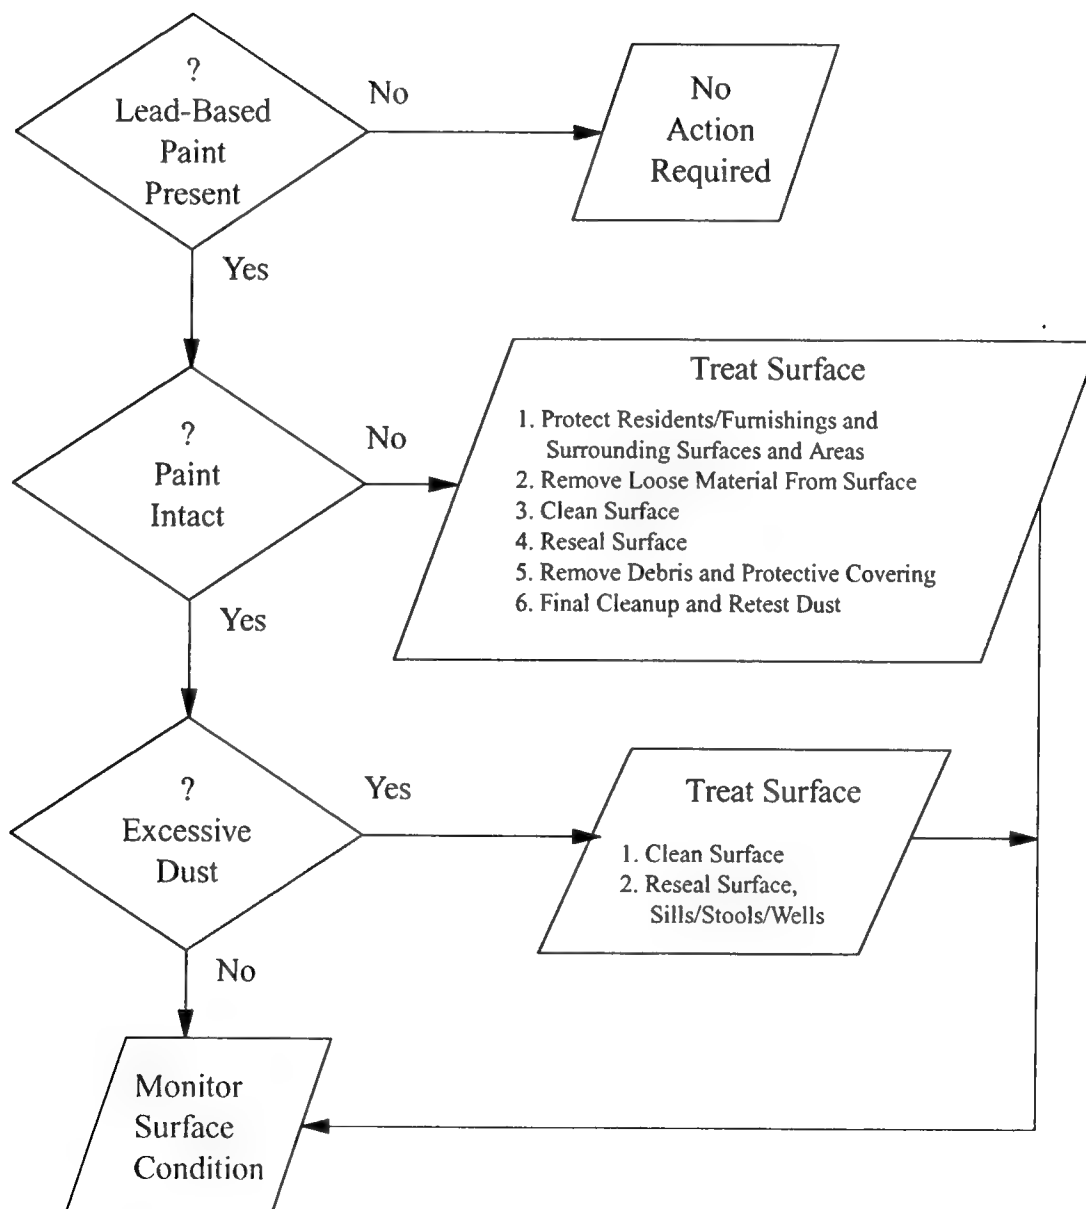 ?
Lead-Based
Paint
Present
No
No
Action
Required
Yes
?
Paint
Intact
No
Treat Surface
1. Protect Residents/Furnishings and
Surrounding Surfaces and Areas
2. Remove Loose Material From Surface
3. Clean Surface
4. Reseal Surface
5. Remove Debris and Protective Covering
6. Final Cleanup and Retest Dust
Yes
?
Excessive
Dust
Yes
Treat Surface
1. Clean Surface
2. Reseal Surface,
Sills/Stools/Wells
No
Monitor
Surface
Condition